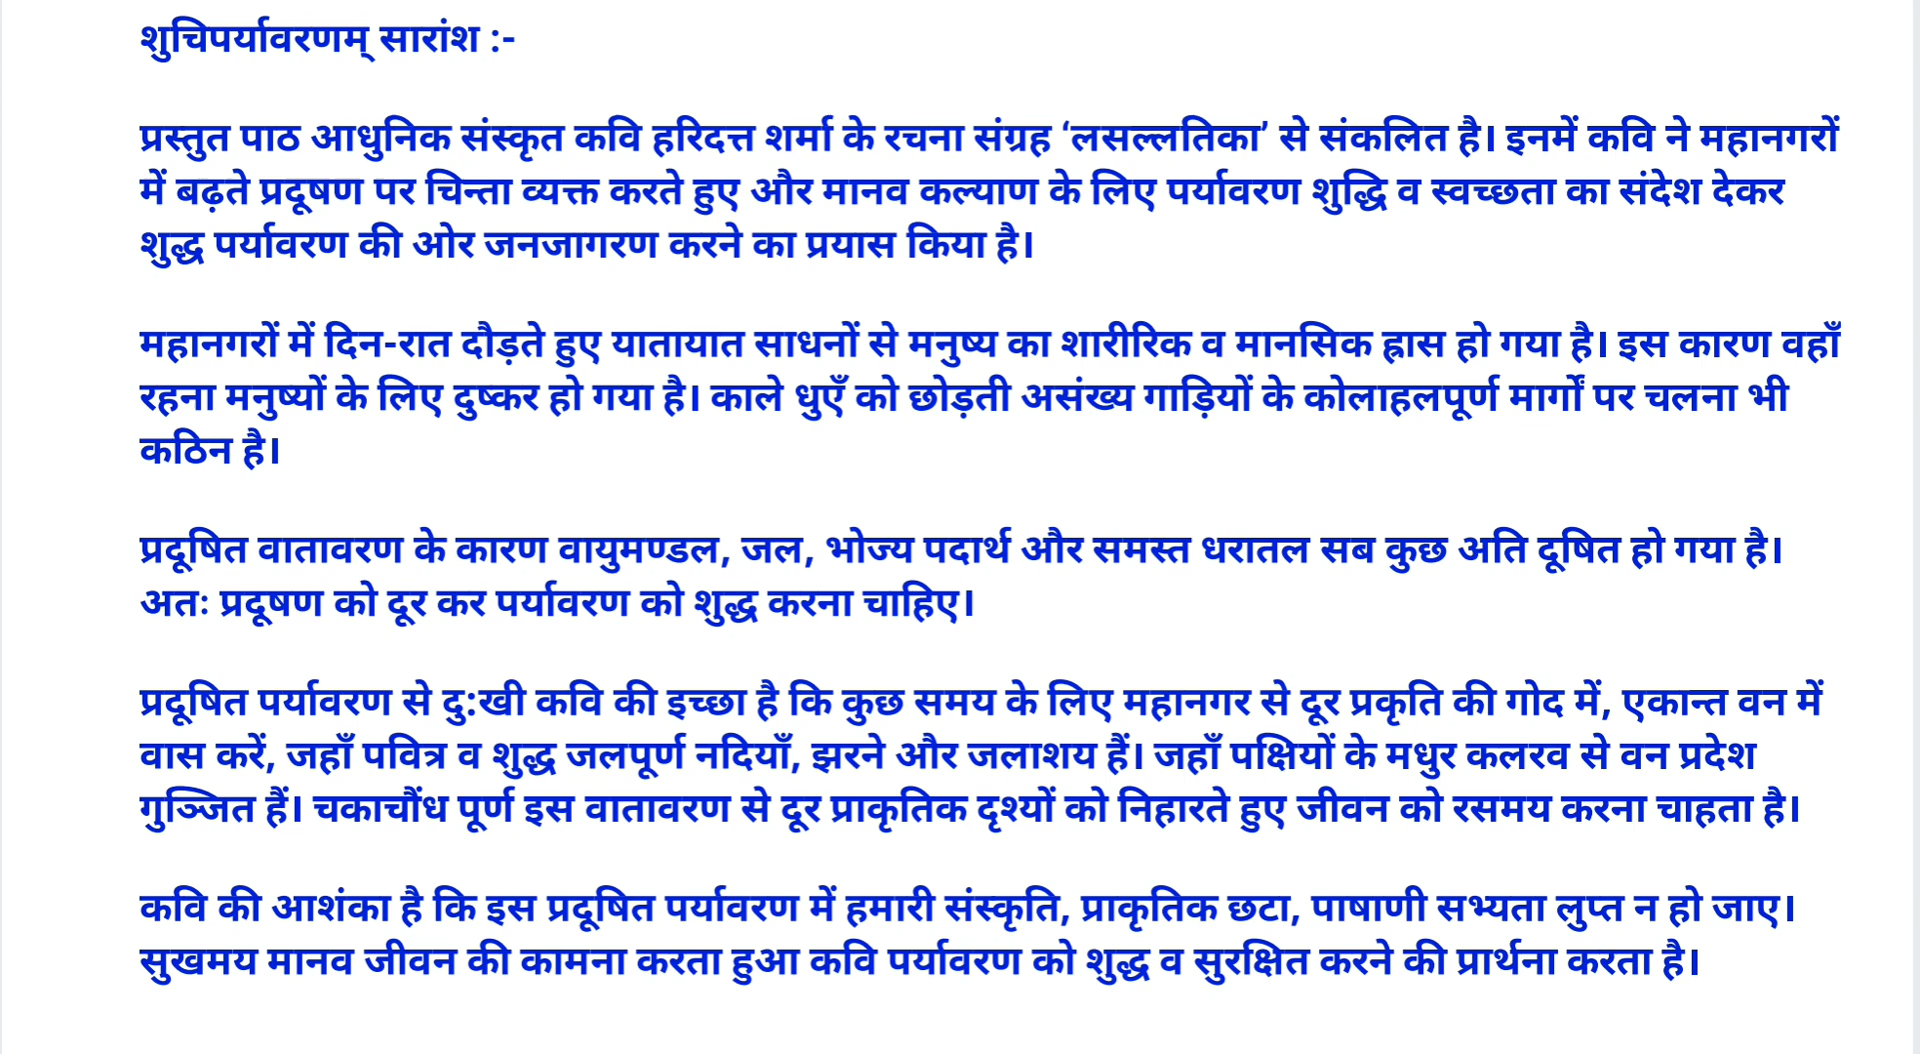 शुचिपर्यावरणम् सारांश :-
प्रस्तुत पाठ आधुनिक संस्कृत कवि हरिदत्त शर्मा के रचना संग्रह ‘लसल्लतिका’ से संकलित है। इनमें कवि ने महानगरों
में बढ़ते प्रदूषण पर चिन्ता व्यक्त करते हुए और मानव कल्याण के लिए पर्यावरण शुद्धि व स्वच्छता का संदेश देकर
शुद्ध पर्यावरण की ओर जनजागरण करने का प्रयास किया है।
महानगरों में दिन-रात दौड़ते हुए यातायात साधनों से मनुष्य का शारीरिक व मानसिक ह्रास हो गया है। इस कारण वहाँ
रहना मनुष्यों के लिए दुष्कर हो गया है। काले धुएँ को छोड़ती असंख्य गाड़ियों के कोलाहलपूर्ण मार्गों पर चलना भी
कठिन है।
प्रदूषित वातावरण के कारण वायुमण्डल, जल, भोज्य पदार्थ और समस्त धरातल सब कुछ अति दूषित हो गया है।
अतः प्रदूषण को दूर कर पर्यावरण को शुद्ध करना चाहिए।
प्रदूषित पर्यावरण से दु:खी कवि की इच्छा है कि कुछ समय के लिए महानगर से दूर प्रकृति की गोद में, एकान्त वन में
वास करें, जहाँ पवित्र व शुद्ध जलपूर्ण नदियाँ, झरने और जलाशय हैं। जहाँ पक्षियों के मधुर कलरव से वन प्रदेश
गुञ्जित हैं। चकाचौंध पूर्ण इस वातावरण से दूर प्राकृतिक दृश्यों को निहारते हुए जीवन को रसमय करना चाहता है।
कवि की आशंका है कि इस प्रदूषित पर्यावरण में हमारी संस्कृति, प्राकृतिक छटा, पाषाणी सभ्यता लुप्त न हो जाए।
सुखमय मानव जीवन की कामना करता हुआ कवि पर्यावरण को शुद्ध व सुरक्षित करने की प्रार्थना करता है।